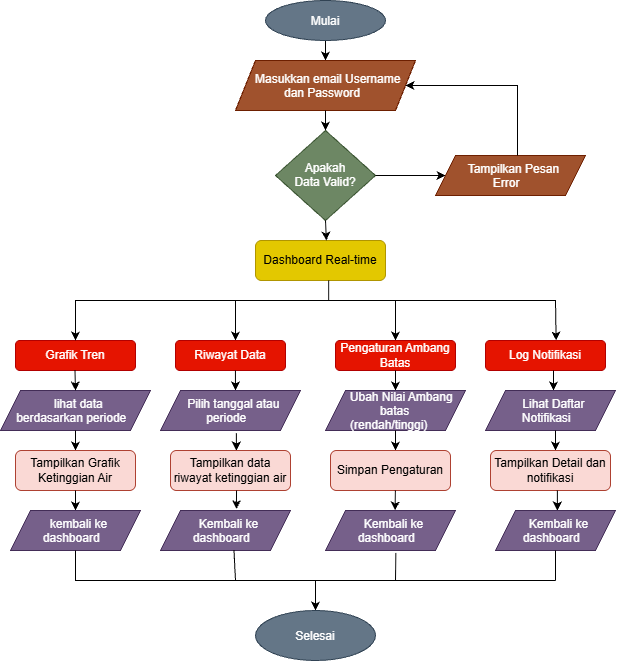 Mulai
Masukkan email Username
dan Password
Apakah
Data Valid?
Tampilkan Pesan
Error
Dashboard Real-time
Grafik Tren
Riwayat Data
Pengaturan Ambang
Batas
Log Notifikasi
lihat data
berdasarkan periode
Pilih tanggal atau
periode
Ubah Nilai Ambang
batas
(rendah/tinggi)
Lihat Daftar
Notifikasi
Tampilkan Grafik
Ketinggian Air
Tampilkan data
riwayat ketinggian air
Simpan Pengaturan
Tampilkan Detail dan
notifikasi
kembali ke
dashboard
Kembali ke
dashboard
Kembali ke
dashboard
Kembali ke
dashboard
Selesai